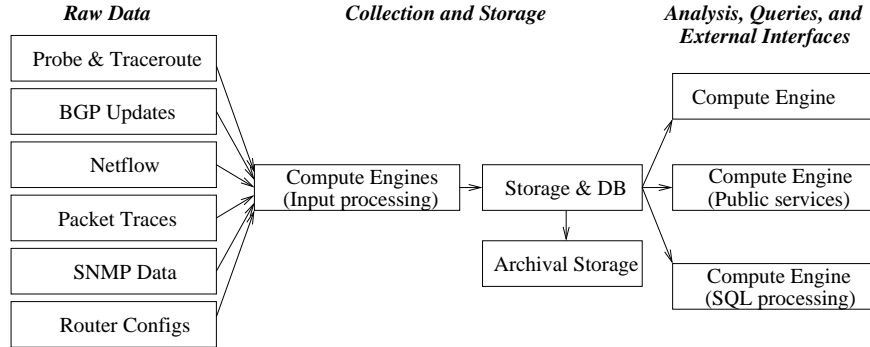 Raw Data
Collection and Storage
Analysis, Queries, and
External Interfaces
Probe & Traceroute
BGP Updates
Netflow
Packet Traces
SNMP Data
Router Configs
Compute Engines
(Input processing)
Storage & DB
Archival Storage
Compute Engine
Compute Engine
(Public services)
Compute Engine
(SQL processing)